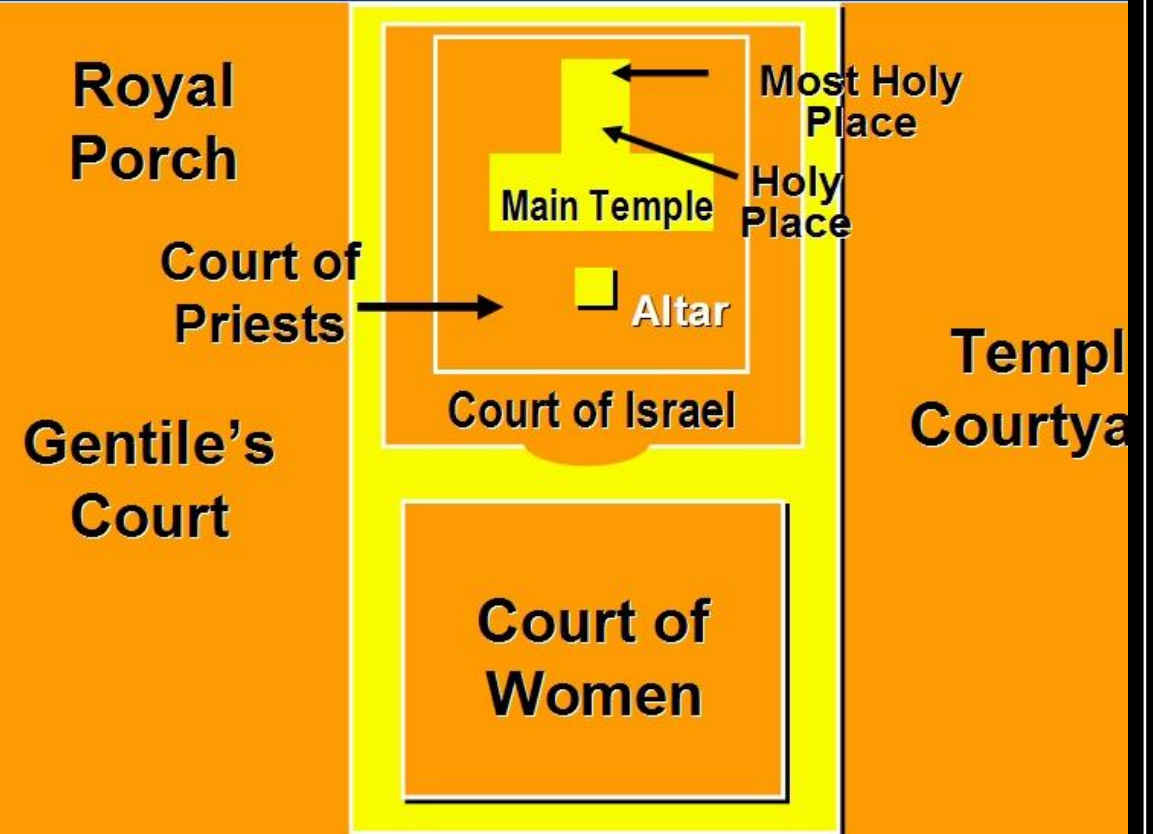 Royal
Porch
Most Holy
Place
Holy
Place
Main Temple
Court of
Priests
Altar
Templ
Courtya
Court of Israel
Gentile's
Court
Court of
Women